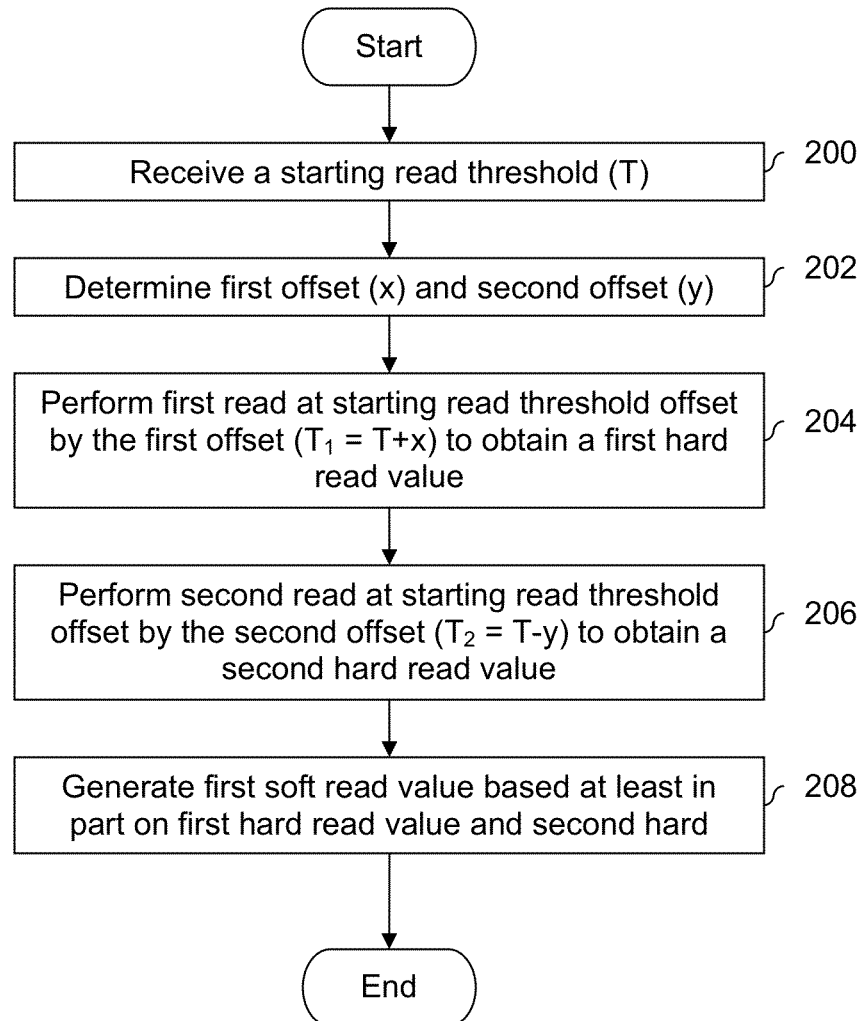 Start
Receive a starting read threshold (T)
200
Determine first offset (x) and second offset (y)
202
Perform first read at starting read threshold offset
by the first offset (T₁ = T+x) to obtain a first hard
read value
204
Perform second read at starting read threshold
offset by the second offset (T₂ = T-y) to obtain a
second hard read value
206
Generate first soft read value based at least in
part on first hard read value and second hard
208
End